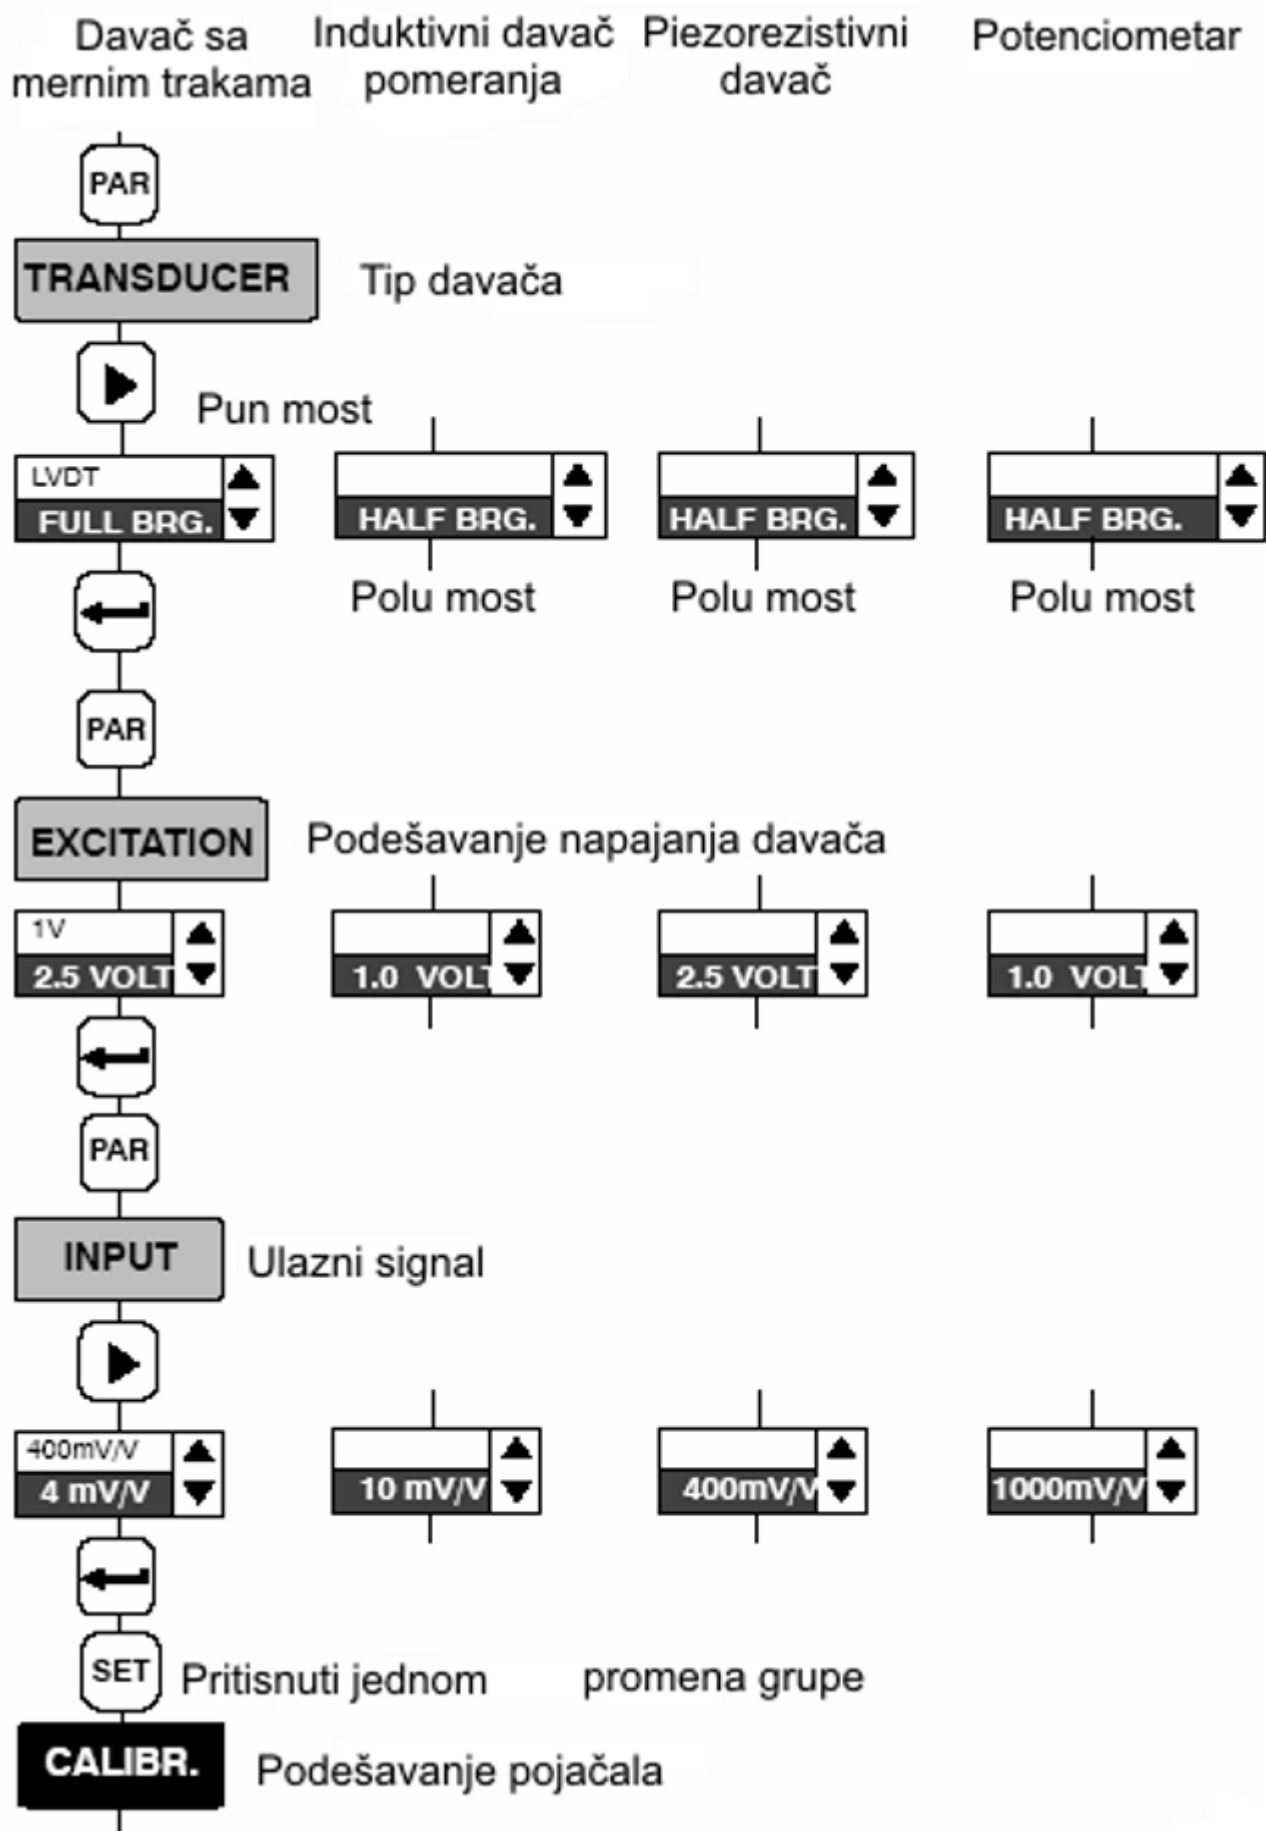 Davač sa
mernim trakama
Induktivni davač
pomeranja
Piezorezistivni
davač
Potenciometar
PAR
TRANSDUCER
Tip davača
Pun most
LVDT
FULL BRG.
HALF BRG.
HALF BRG.
HALF BRG.
Polu most
Polu most
Polu most
PAR
EXCITATION
Podešavanje napajanja davača
1V
2.5 VOLT
1.0 VOLT
2.5 VOLT
1.0 VOLT
PAR
INPUT
Ulazni signal
400mV/V
4 mV/V
10 mV/V
400mV/V
1000mV/V
SET
Pritisnuti jednom
promena grupe
CALIBR.
Podešavanje pojačala